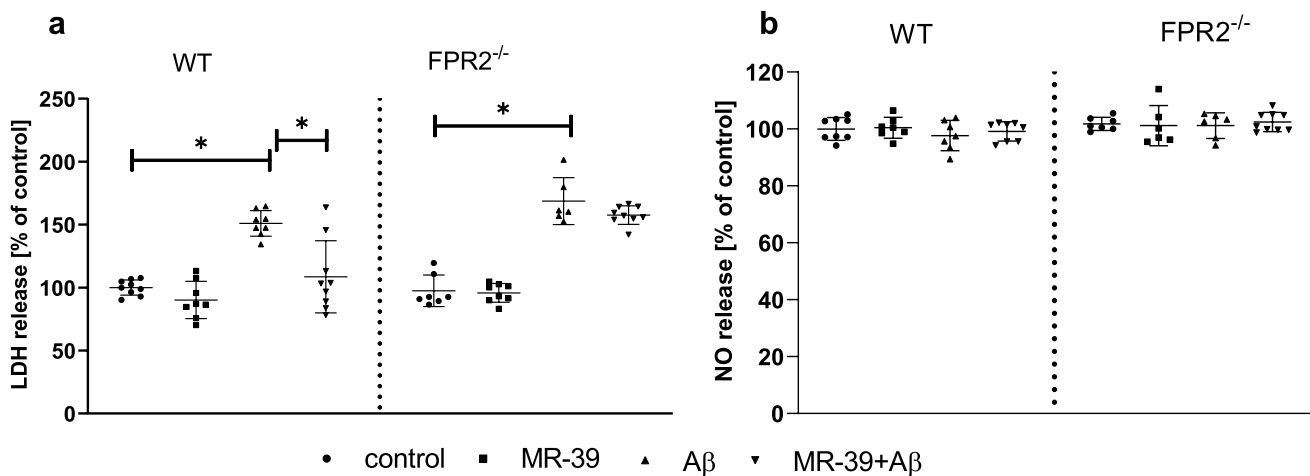 a
WT
FPR2-/-
LDH release [% of control]
250
200
150
100
50
0
*
*
*
b
WT
FPR2-/-
NO release [% of control]
120
100
80
60
40
20
0
control MR-39 Aβ MR-39+Aβ